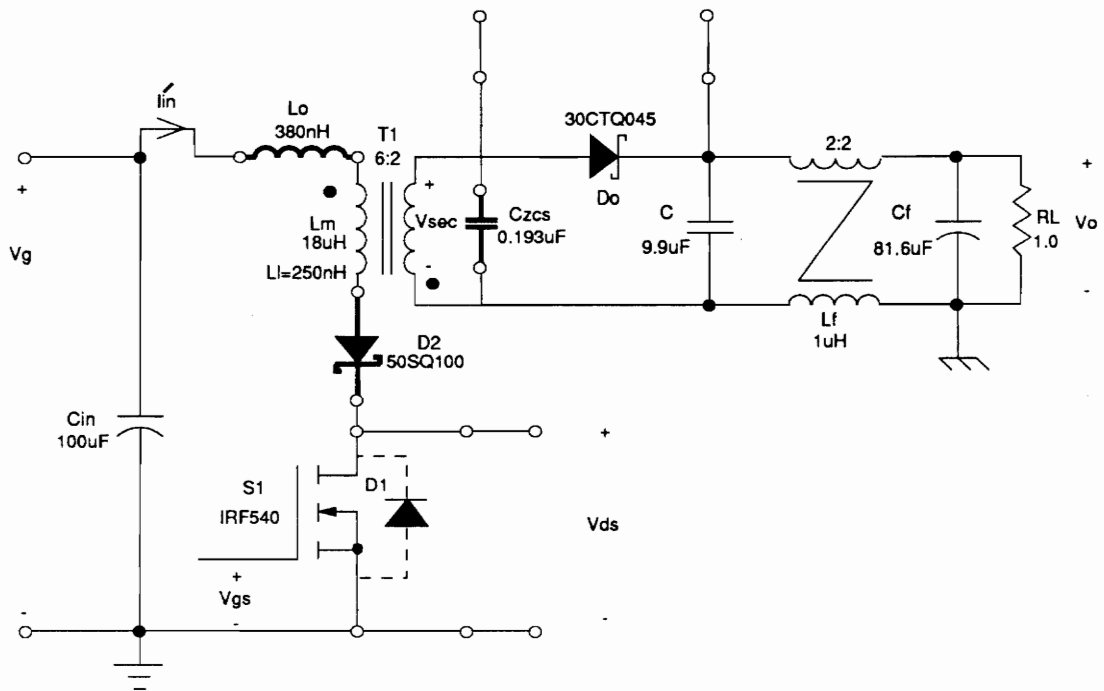 Iin
Lo
380nH
T1
6:2
30CTQ045
Do
2:2
+
Vg
-
Lm
18uH
Ll=250nH
+
Vsec
-
Czcs
0.193uF
C
9.9uF
Cf
81.6uF
RL
1.0
+
Vo
-
Lf
1uH
D2
50SQ100
Cin
100uF
S1
IRF540
D1
+
Vds
-
+
Vgs
-